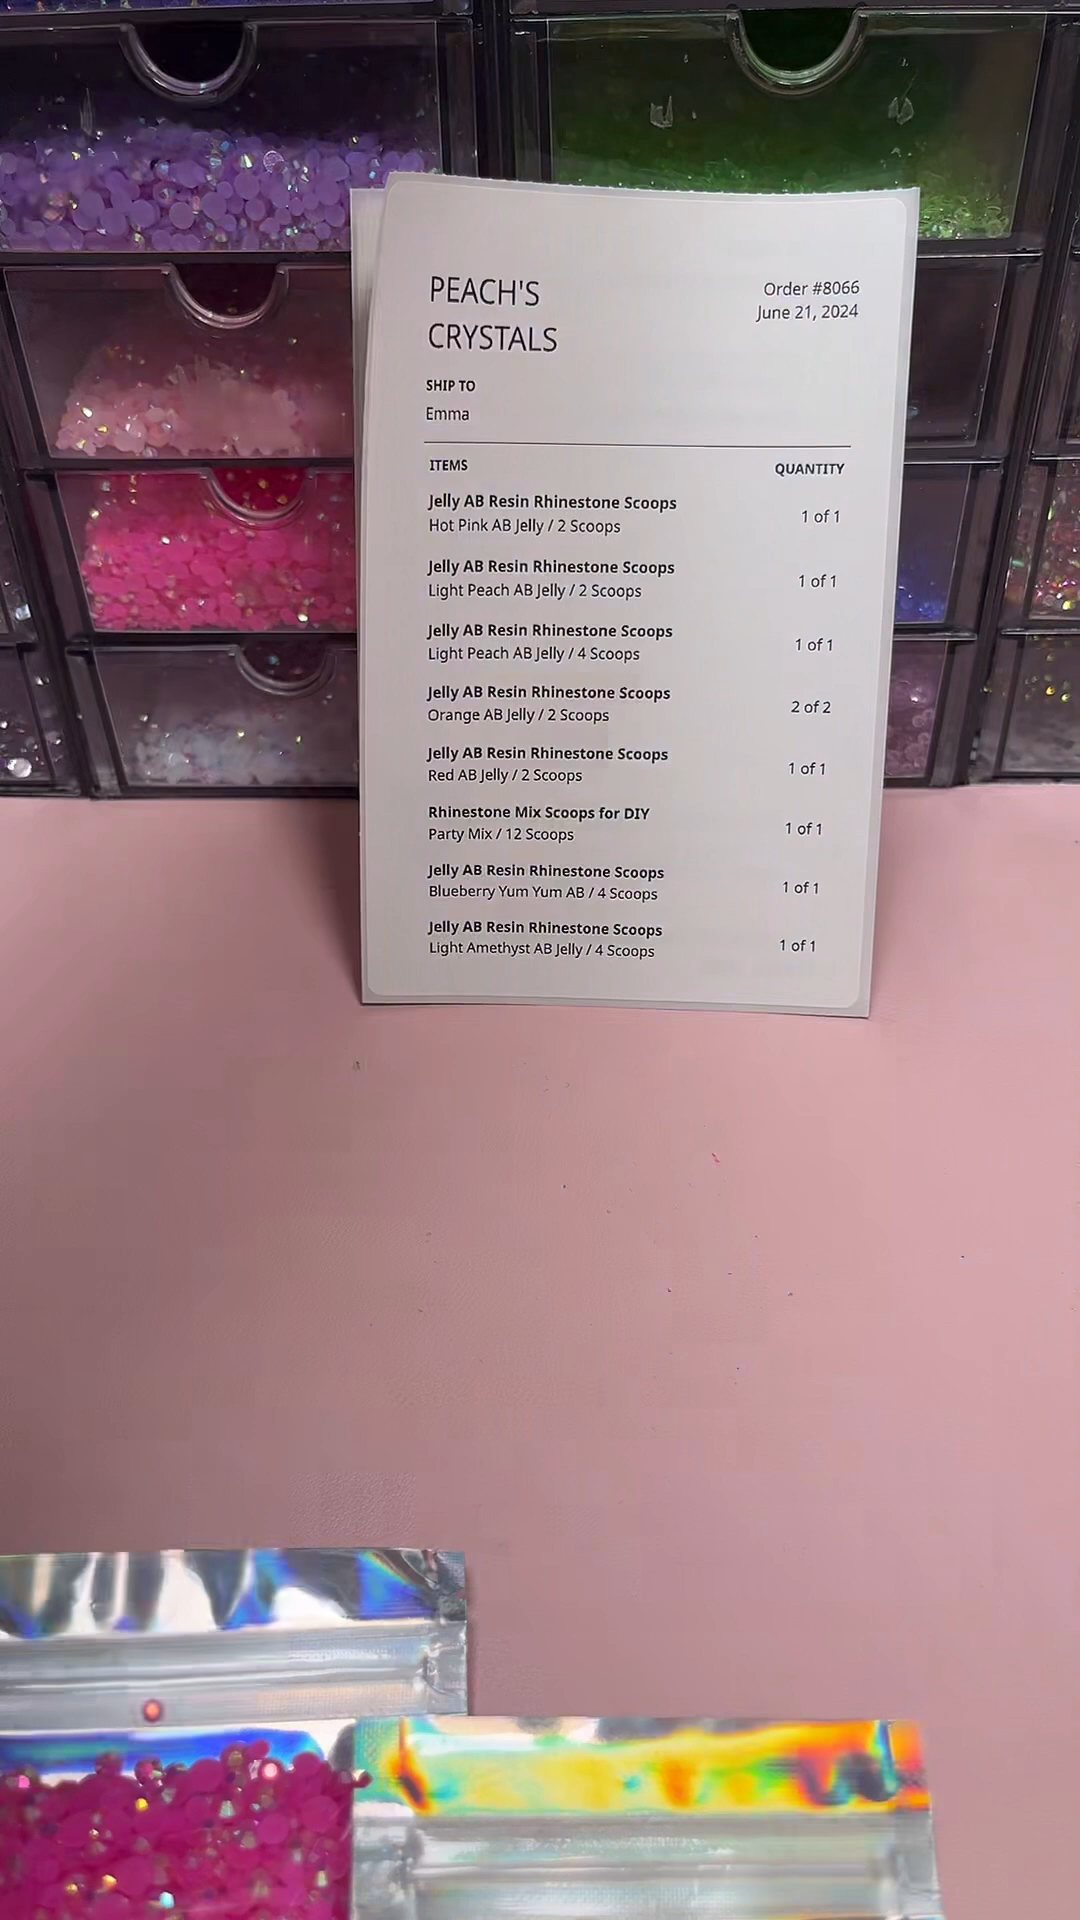 PEACH'S
CRYSTALS
Order #8066
June 21, 2024
SHIP TO
Emma
ITEMS QUANTITY
Jelly AB Resin Rhinestone Scoops
Hot Pink AB Jelly / 2 Scoops
1 of 1
Jelly AB Resin Rhinestone Scoops
Light Peach AB Jelly / 2 Scoops
1 of 1
Jelly AB Resin Rhinestone Scoops
Light Peach AB Jelly / 4 Scoops
1 of 1
Jelly AB Resin Rhinestone Scoops
Orange AB Jelly / 2 Scoops
2 of 2
Jelly AB Resin Rhinestone Scoops
Red AB Jelly / 2 Scoops
1 of 1
Rhinestone Mix Scoops for DIY
Party Mix / 12 Scoops
1 of 1
Jelly AB Resin Rhinestone Scoops
Blueberry Yum Yum AB / 4 Scoops
1 of 1
Jelly AB Resin Rhinestone Scoops
Light Amethyst AB Jelly / 4 Scoops
1 of 1